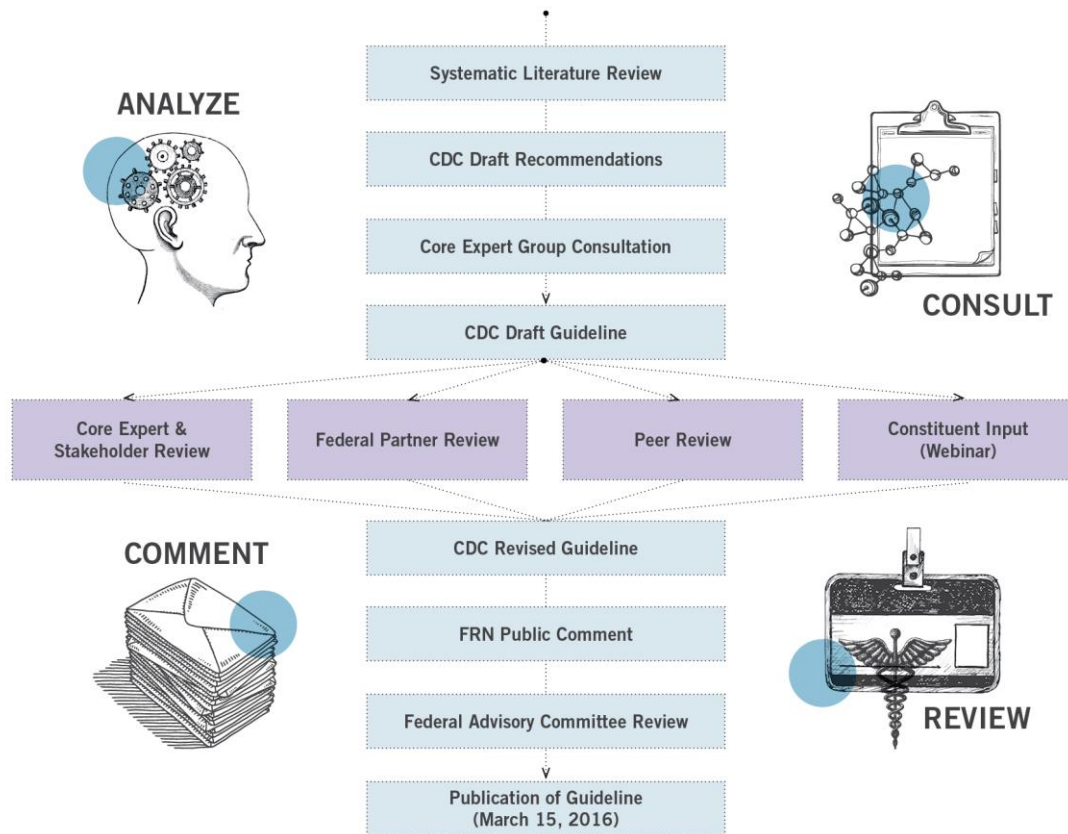 Systematic Literature Review
ANALYZE
CDC Draft Recommendations
Core Expert Group Consultation
CONSULT
CDC Draft Guideline
Core Expert &
Stakeholder Review
Federal Partner Review
Peer Review
Constituent Input
(Webinar)
CDC Revised Guideline
COMMENT
FRN Public Comment
Federal Advisory Committee Review
REVIEW
Publication of Guideline
(March 15, 2016)